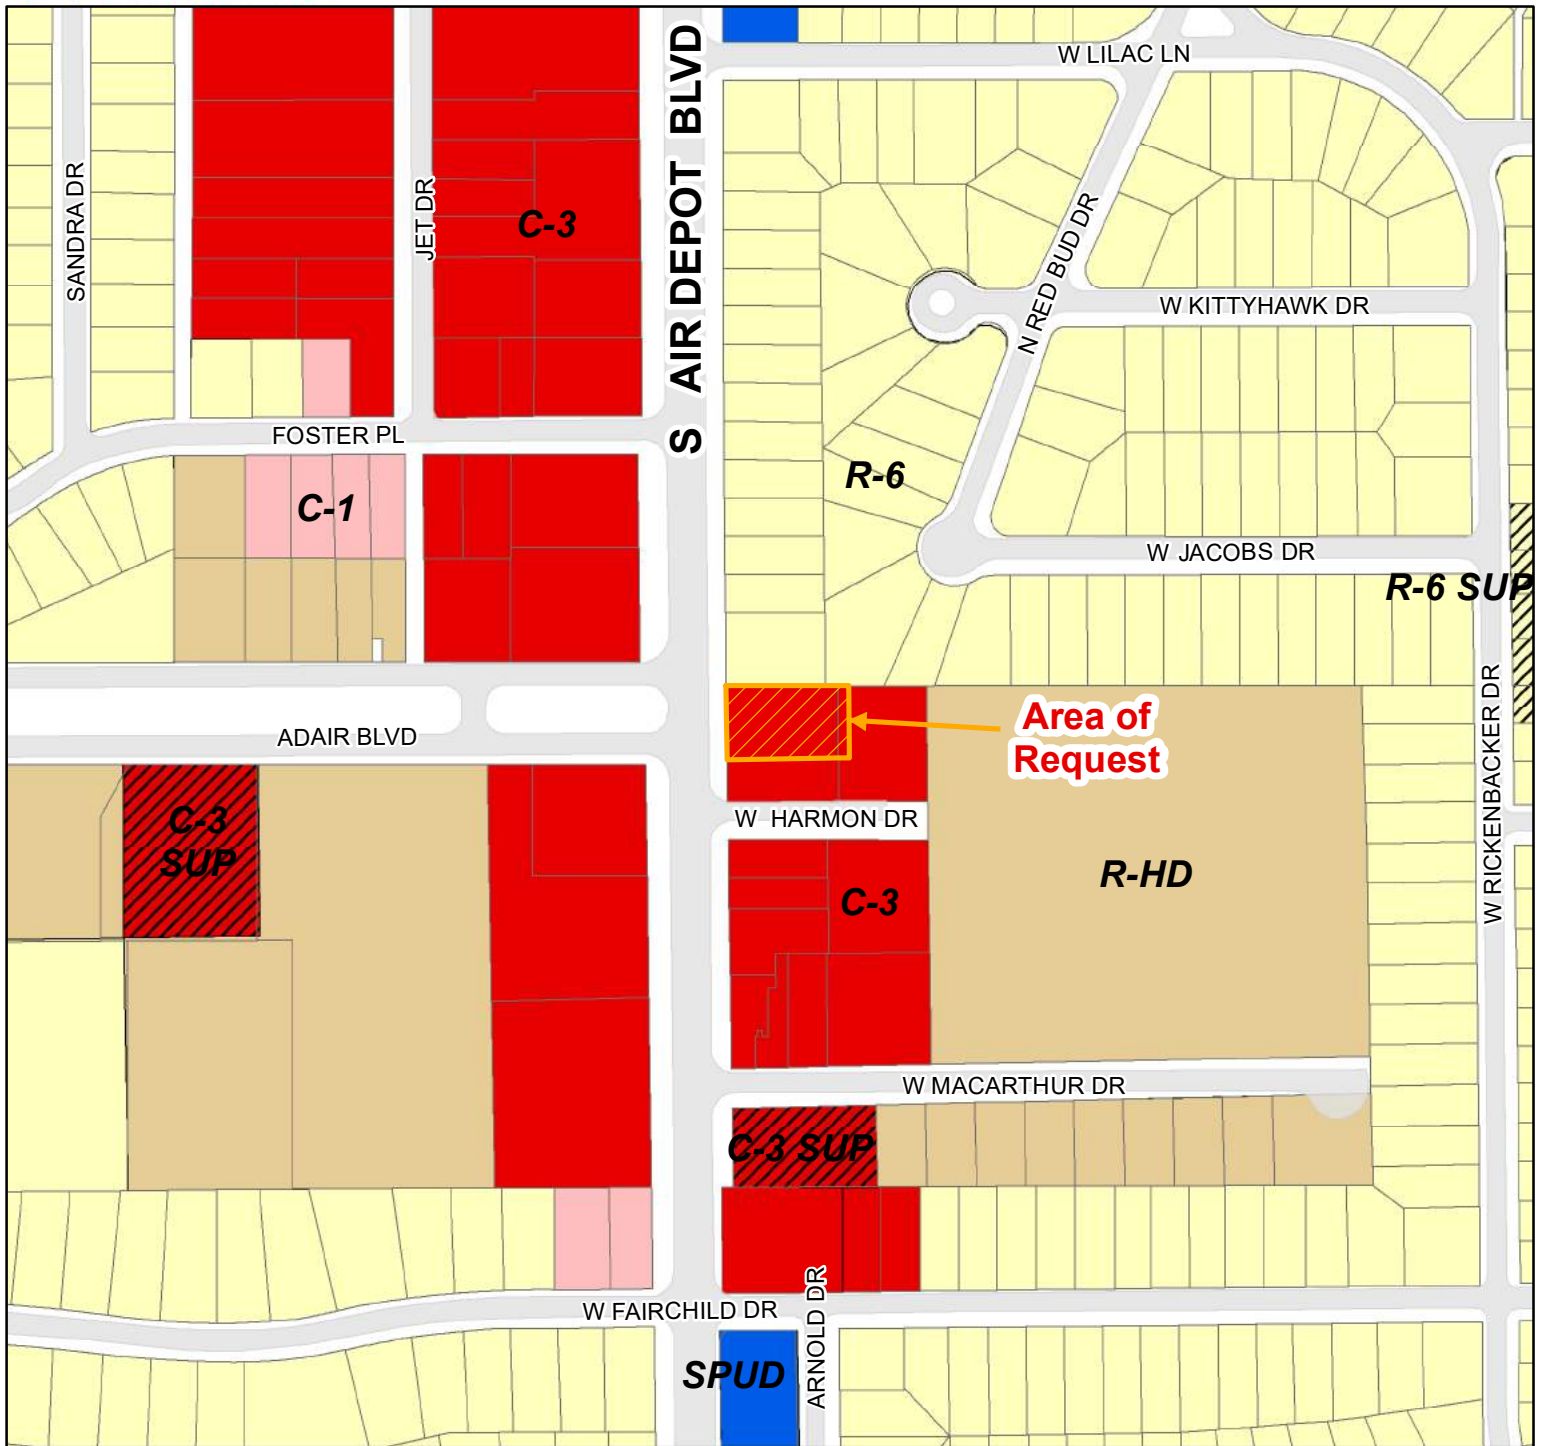 W LILAC LN
S AIR DEPOT BLVD
SANDRA DR
JET DR
C-3
N RED BUD DR
W KITTYHAWK DR
FOSTER PL
R-6
C-1
W JACOBS DR
R-6 SUP
Area of
Request
ADAIR BLVD
W RICKENBACKER DR
C-3
SUP
W HARMON DR
R-HD
C-3
W MACARTHUR DR
C-3 SUP
W FAIRCHILD DR
ARNOLD DR
SPUD